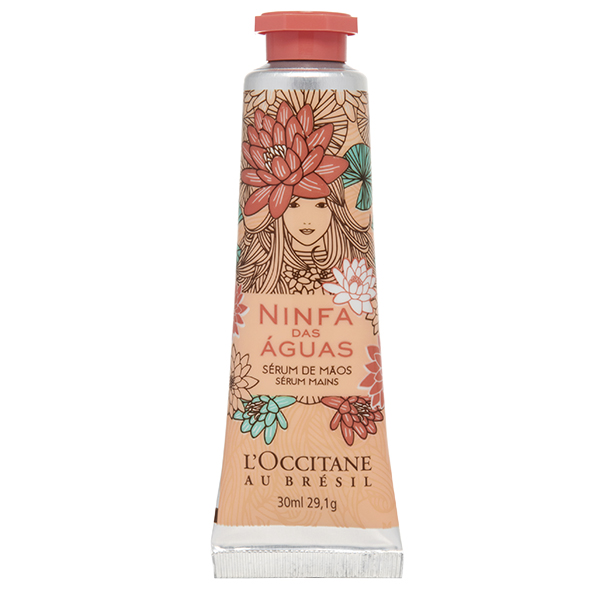 NINFA
DAS
ÁGUAS
SÉRUM DE MÃOS
SÉRUM MAINS
L'OCCITANE
AU BRÉSIL
30ml 29,1g